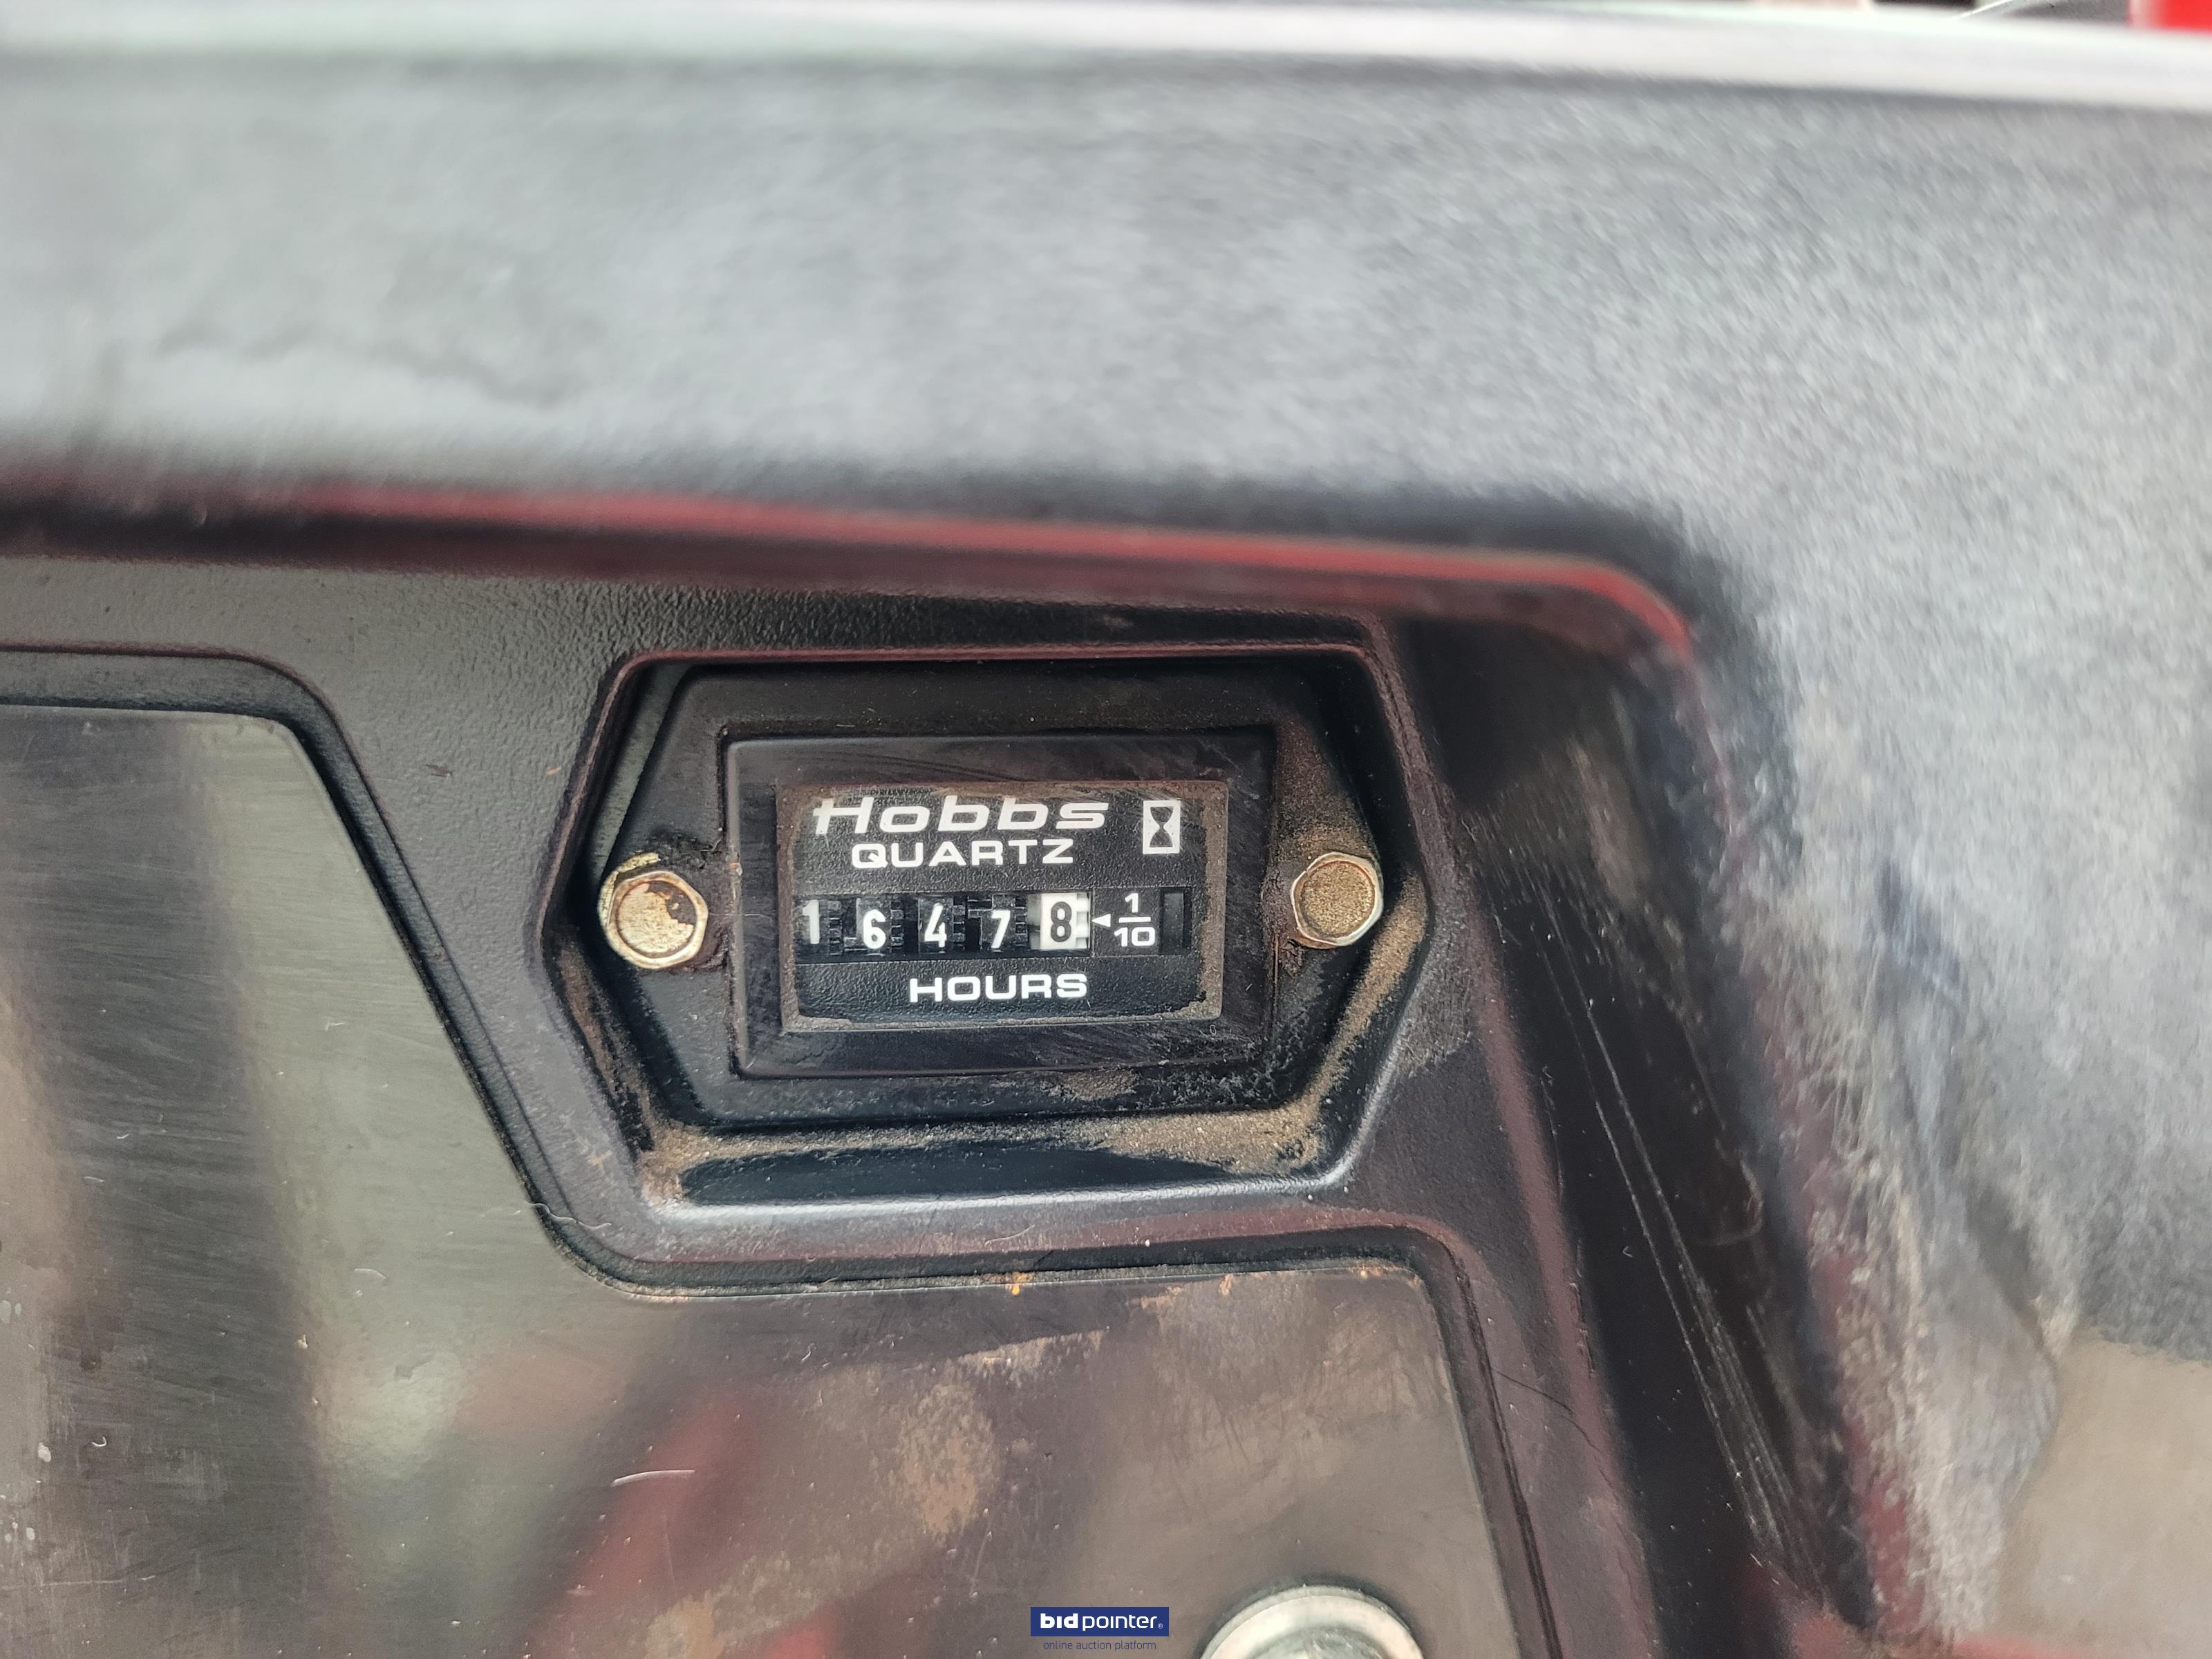 Hobbs
QUARTZ
1 6 4 7 8 ◄ 1/10
HOURS
bidpointer®
online auction platform